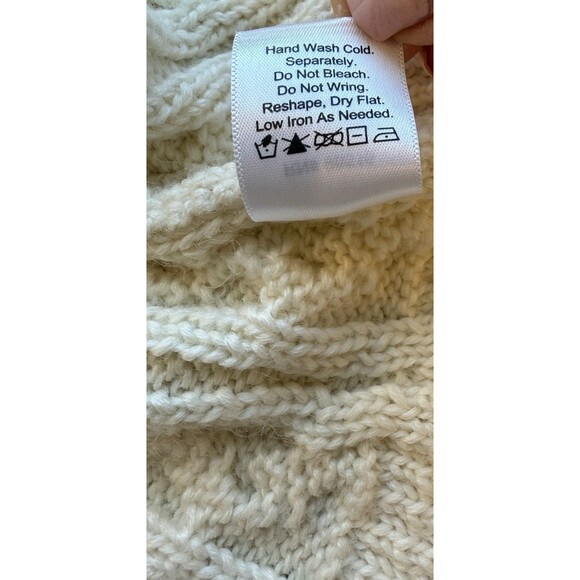 Hand Wash Cold.
Separately.
Do Not Bleach.
Do Not Wring.
Reshape, Dry Flat.
Low Iron As Needed.